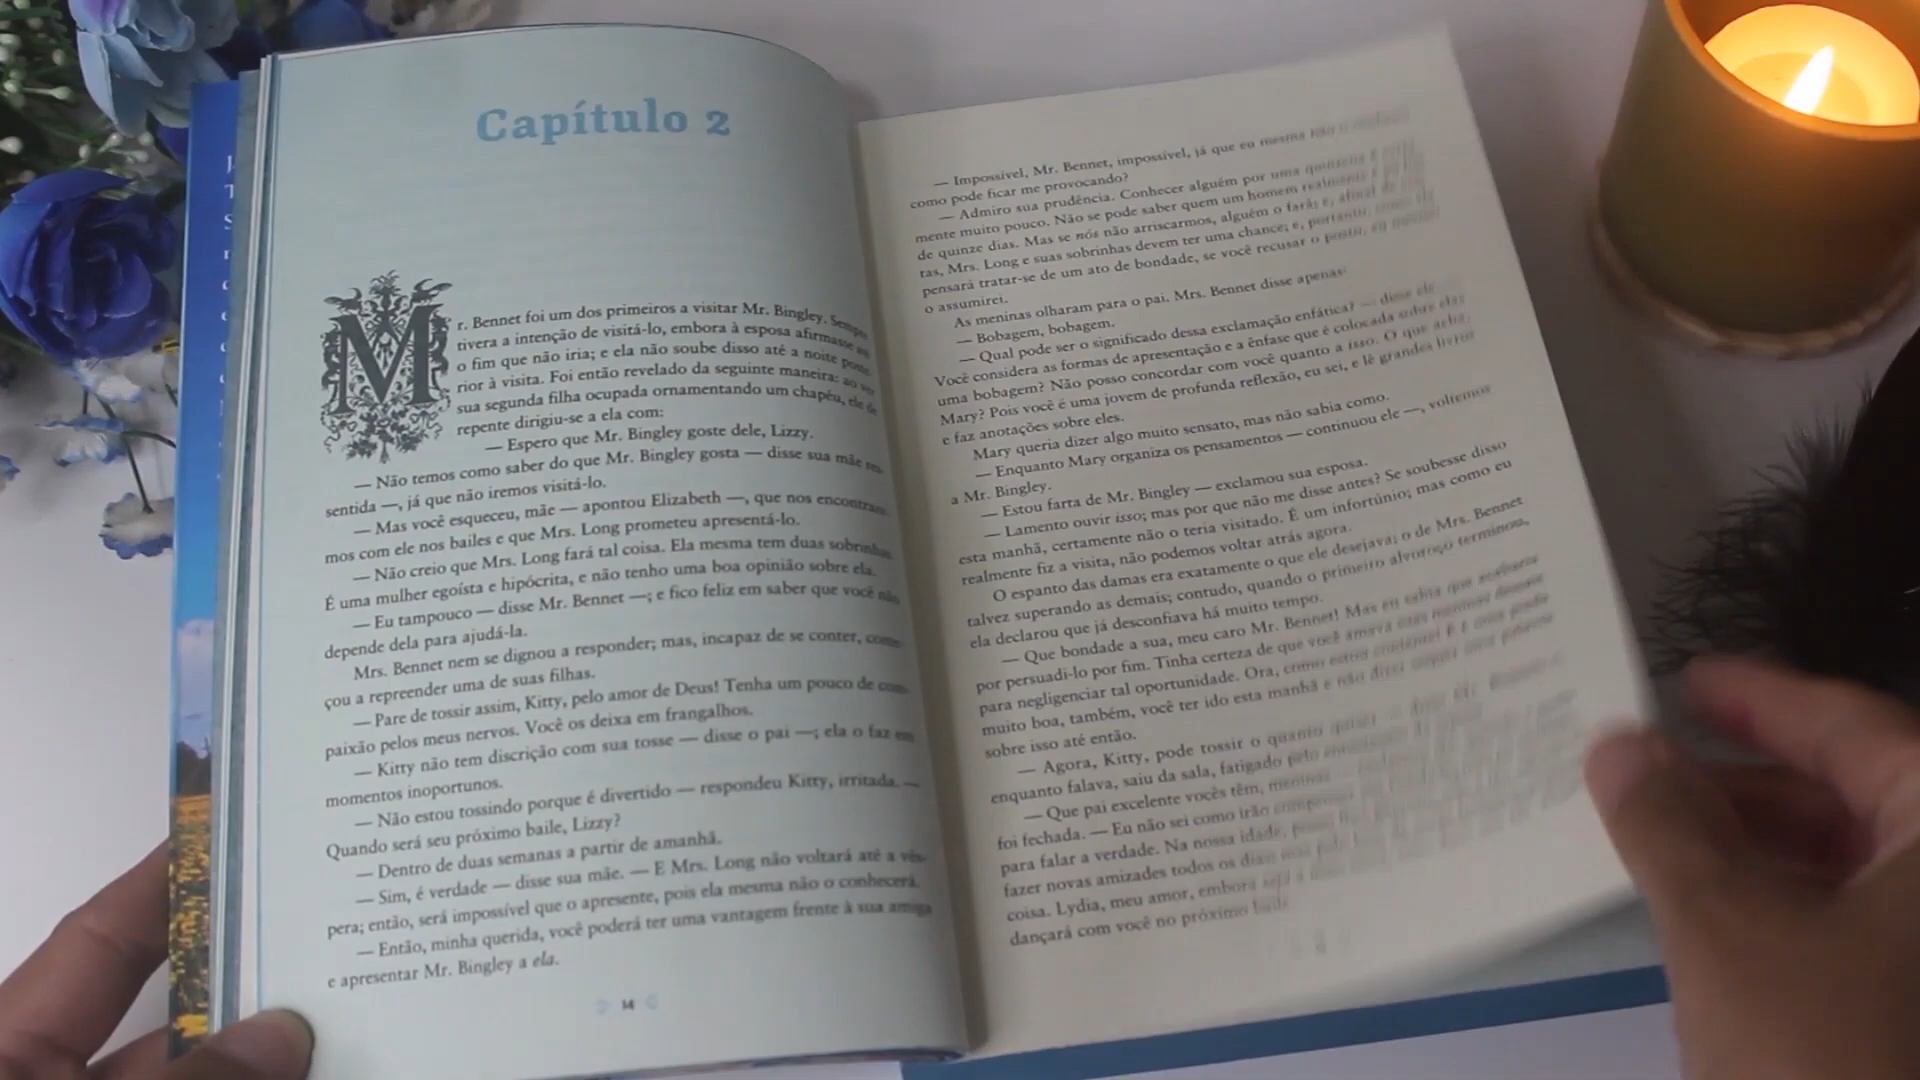 Capítulo 2
Mr. Bennet foi um dos primeiros a visitar Mr. Bingley. Sempre
tivera a intenção de visitá-lo, embora à esposa afirmasse
o fim que não iria; e ela não soube disso até a noite poste-
rior à visita. Foi então revelado da seguinte maneira: ao ver
sua segunda filha ocupada ornamentando um chapéu, ele de
repente dirigiu-se a ela com:
— Espero que Mr. Bingley goste dele, Lizzy.
— Não temos como saber do que Mr. Bingley gosta — disse sua mãe
sentida —, já que não iremos visitá-lo.
— Mas você esqueceu, mãe — apontou Elizabeth —, que nos encontra-
mos com ele nos bailes e que Mrs. Long prometeu apresentá-lo.
— Não creio que Mrs. Long fará tal coisa. Ela mesma tem duas sobrinhas.
É uma mulher egoísta e hipócrita, e não tenho uma boa opinião sobre ela.
— Eu tampouco — disse Mr. Bennet —; e fico feliz em saber que você não
depende dela para ajudá-la.
Mrs. Bennet nem se dignou a responder; mas, incapaz de se conter, come-
çou a repreender uma de suas filhas.
— Pare de tossir assim, Kitty, pelo amor de Deus! Tenha um pouco de com-
paixão pelos meus nervos. Você os deixa em frangalhos.
— Kitty não tem discrição com sua tosse — disse o pai —; ela o faz em
momentos inoportunos.
— Não estou tossindo porque é divertido — respondeu Kitty, irritada. —
Quando será seu próximo baile, Lizzy?
— Dentro de duas semanas a partir de amanhã.
— Sim, é verdade — disse sua mãe. — E Mrs. Long não voltará até a vés-
pera; então, será impossível que o apresente, pois ela mesma não o conhecerá.
— Então, minha querida, você poderá ter uma vantagem frente à sua amiga
e apresentar Mr. Bingley a ela.
14
— Impossível, Mr. Bennet, impossível, já que eu mesma não o
como pode ficar me provocando?
— Admiro sua prudência. Conhecer alguém por uma quinzena é
mente muito pouco. Não se pode saber quem um homem realmente é
de quinze dias. Mas se nós não arriscarmos, alguém o fará; e, afinal de
tas, Mrs. Long e suas sobrinhas devem ter uma chance; e, portanto, como ela
pensará tratar-se de um ato de bondade, se você recusar o posto, eu mesmo
o assumirei.
As meninas olharam para o pai. Mrs. Bennet disse apenas:
— Bobagem, bobagem.
— Qual pode ser o significado dessa exclamação enfática? — disse ele
Você considera as formas de apresentação e a ênfase que é colocada sobre elas
uma bobagem? Não posso concordar com você quanto a isso. O que acha,
Mary? Pois você é uma jovem de profunda reflexão, eu sei, e lê grandes livros
e faz anotações sobre eles.
Mary queria dizer algo muito sensato, mas não sabia como.
— Enquanto Mary organiza os pensamentos — continuou ele —, voltemos
a Mr. Bingley.
— Estou farta de Mr. Bingley — exclamou sua esposa.
— Lamento ouvir isso; mas por que não me disse antes? Se soubesse disso
esta manhã, certamente não o teria visitado. É um infortúnio; mas como eu
realmente fiz a visita, não podemos voltar atrás agora.
O espanto das damas era exatamente o que ele desejava; o de Mrs. Bennet
talvez superando as demais; contudo, quando o primeiro alvoroço terminou,
ela declarou que já desconfiava há muito tempo.
— Que bondade a sua, meu caro Mr. Bennet! Mas eu sabia que
por persuadi-lo por fim. Tinha certeza de que você amava suas meninas demais
para negligenciar tal oportunidade. Ora, como estou contente! E
muito boa, também, você ter ido esta manhã e não dizer
sobre isso até então.
— Agora, Kitty, pode tossir o quanto quiser —
enquanto falava, saiu da sala, fatigado pelo
— Que pai excelente vocês têm, meninas —
foi fechada. — Eu não sei como irão
para falar a verdade. Na nossa idade,
fazer novas amizades todos os dias
coisa. Lydia, meu amor, embora seja a
dançará com você no próximo baile